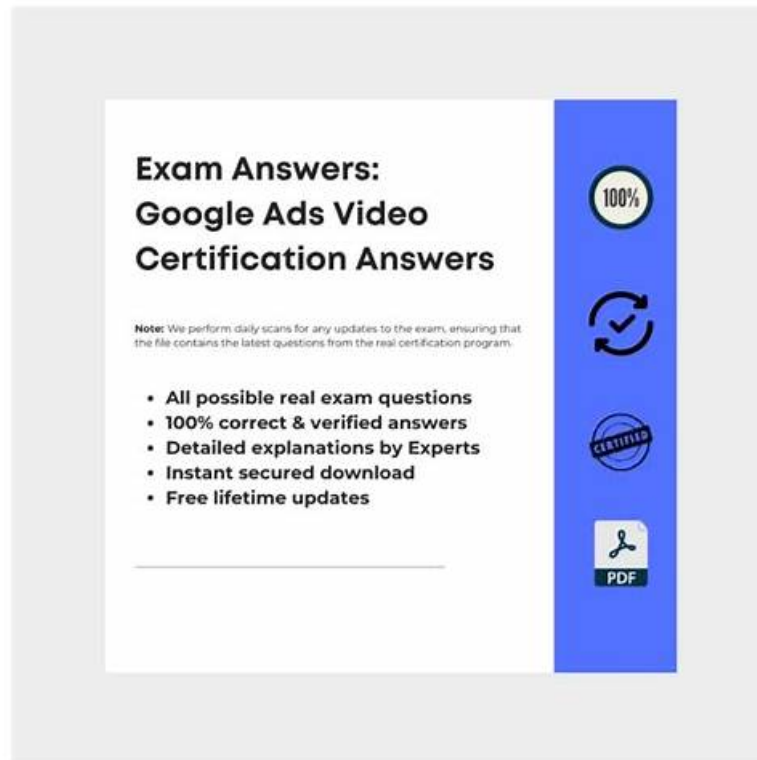 Exam Answers:
Google Ads Video
Certification Answers
Note: We perform daily scans for any updates to the exam, ensuring that
the file contains the latest questions from the real certification program.
• All possible real exam questions
• 100% correct & verified answers
• Detailed explanations by Experts
• Instant secured download
• Free lifetime updates
100%
CERTIFIED
PDF